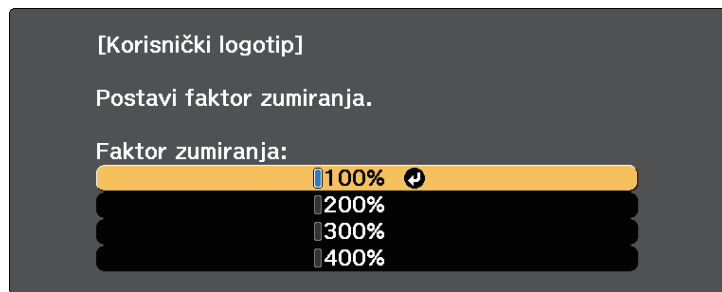 [Korisnički logotip]
Postavi faktor zumiranja.
Faktor zumiranja:
100%
200%
300%
400%